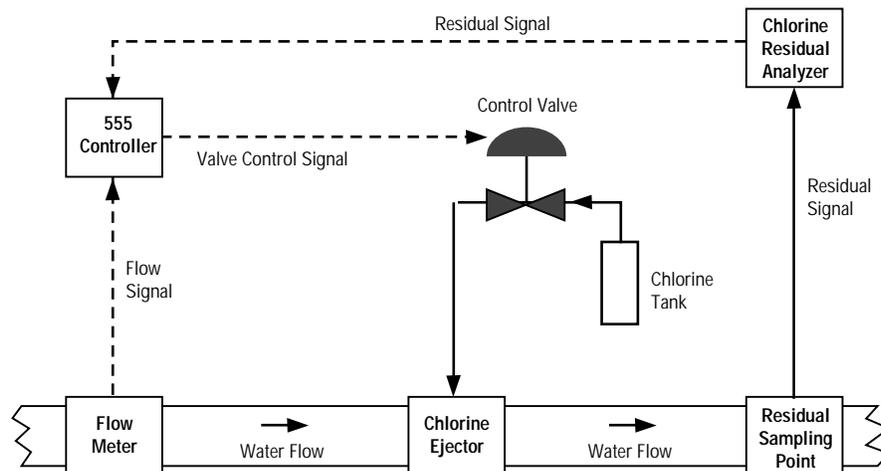 Residual Signal
Chlorine
Residual
Analyzer
555
Controller
Control Valve
Valve Control Signal
Residual
Signal
Flow
Signal
Chlorine
Tank
Flow
Meter
Water Flow
Chlorine
Ejector
Water Flow
Residual
Sampling
Point